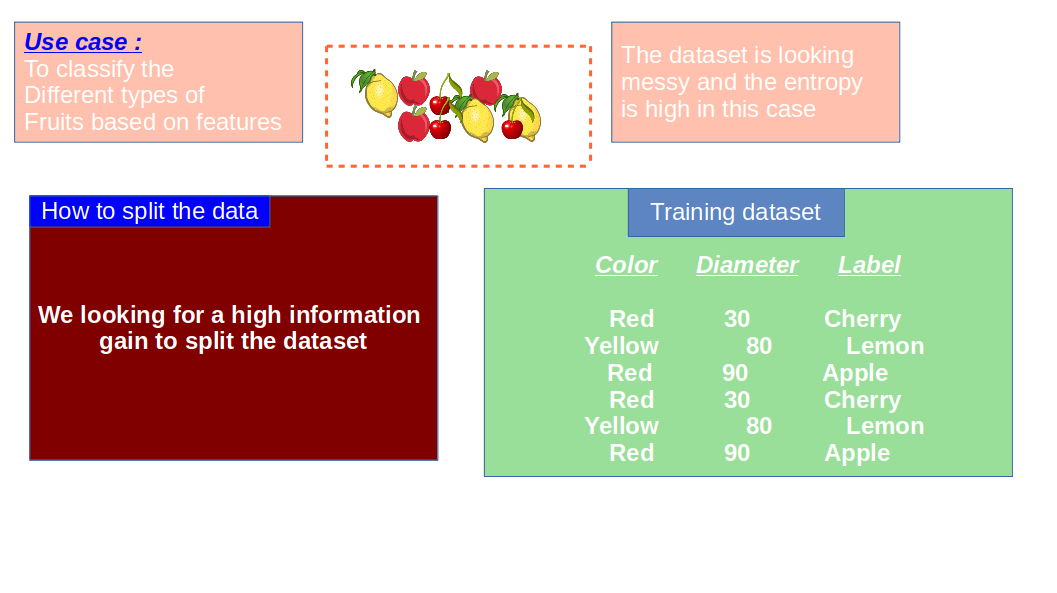 Use case :
To classify the
Different types of
Fruits based on features
The dataset is looking
messy and the entropy
is high in this case
How to split the data
We looking for a high information
gain to split the dataset
Training dataset
Color Diameter Label
Red 30 Cherry
Yellow 80 Lemon
Red 90 Apple
Red 30 Cherry
Yellow 80 Lemon
Red 90 Apple